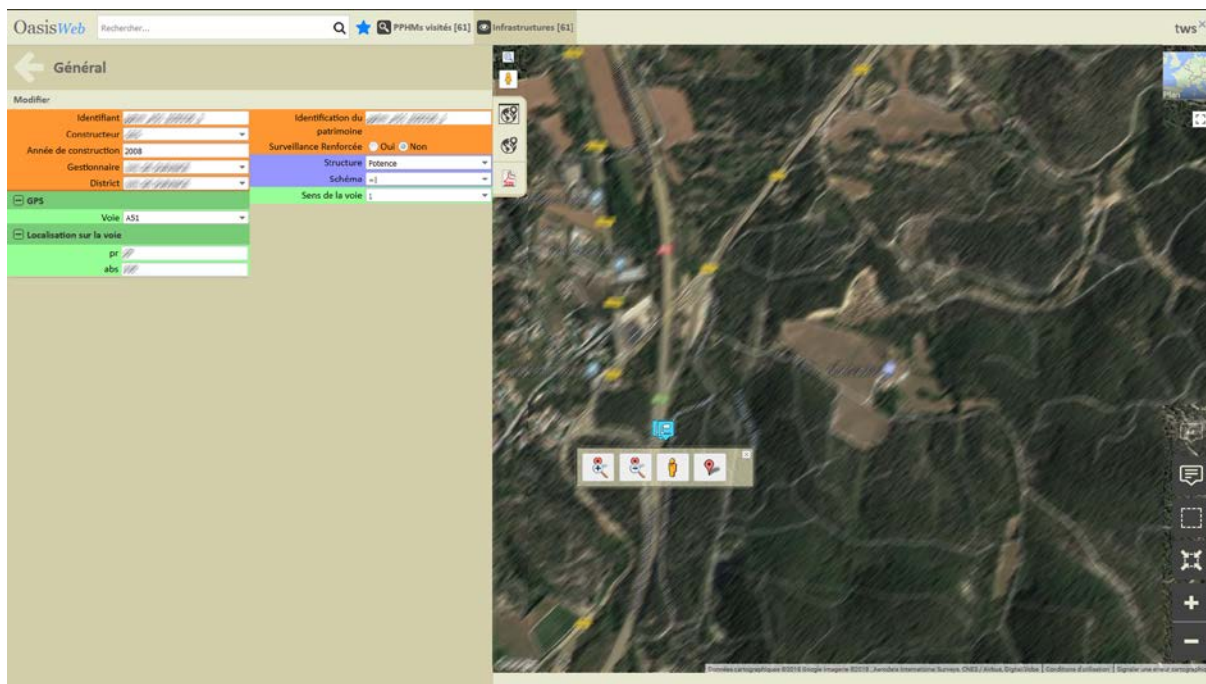 OasisWeb Rechercher... PPHMs visités [61] Infrastructures [61] tws
Général
Modifier
Identifiant
Constructeur
Année de construction 2008
Gestionnaire
District
GPS
Voie A51
Localisation sur la voie
pr
abs
Identification du
patrimoine
Surveillance Renforcée Oui Non
Structure Potence
Schéma
Sens de la voie 1
Plan